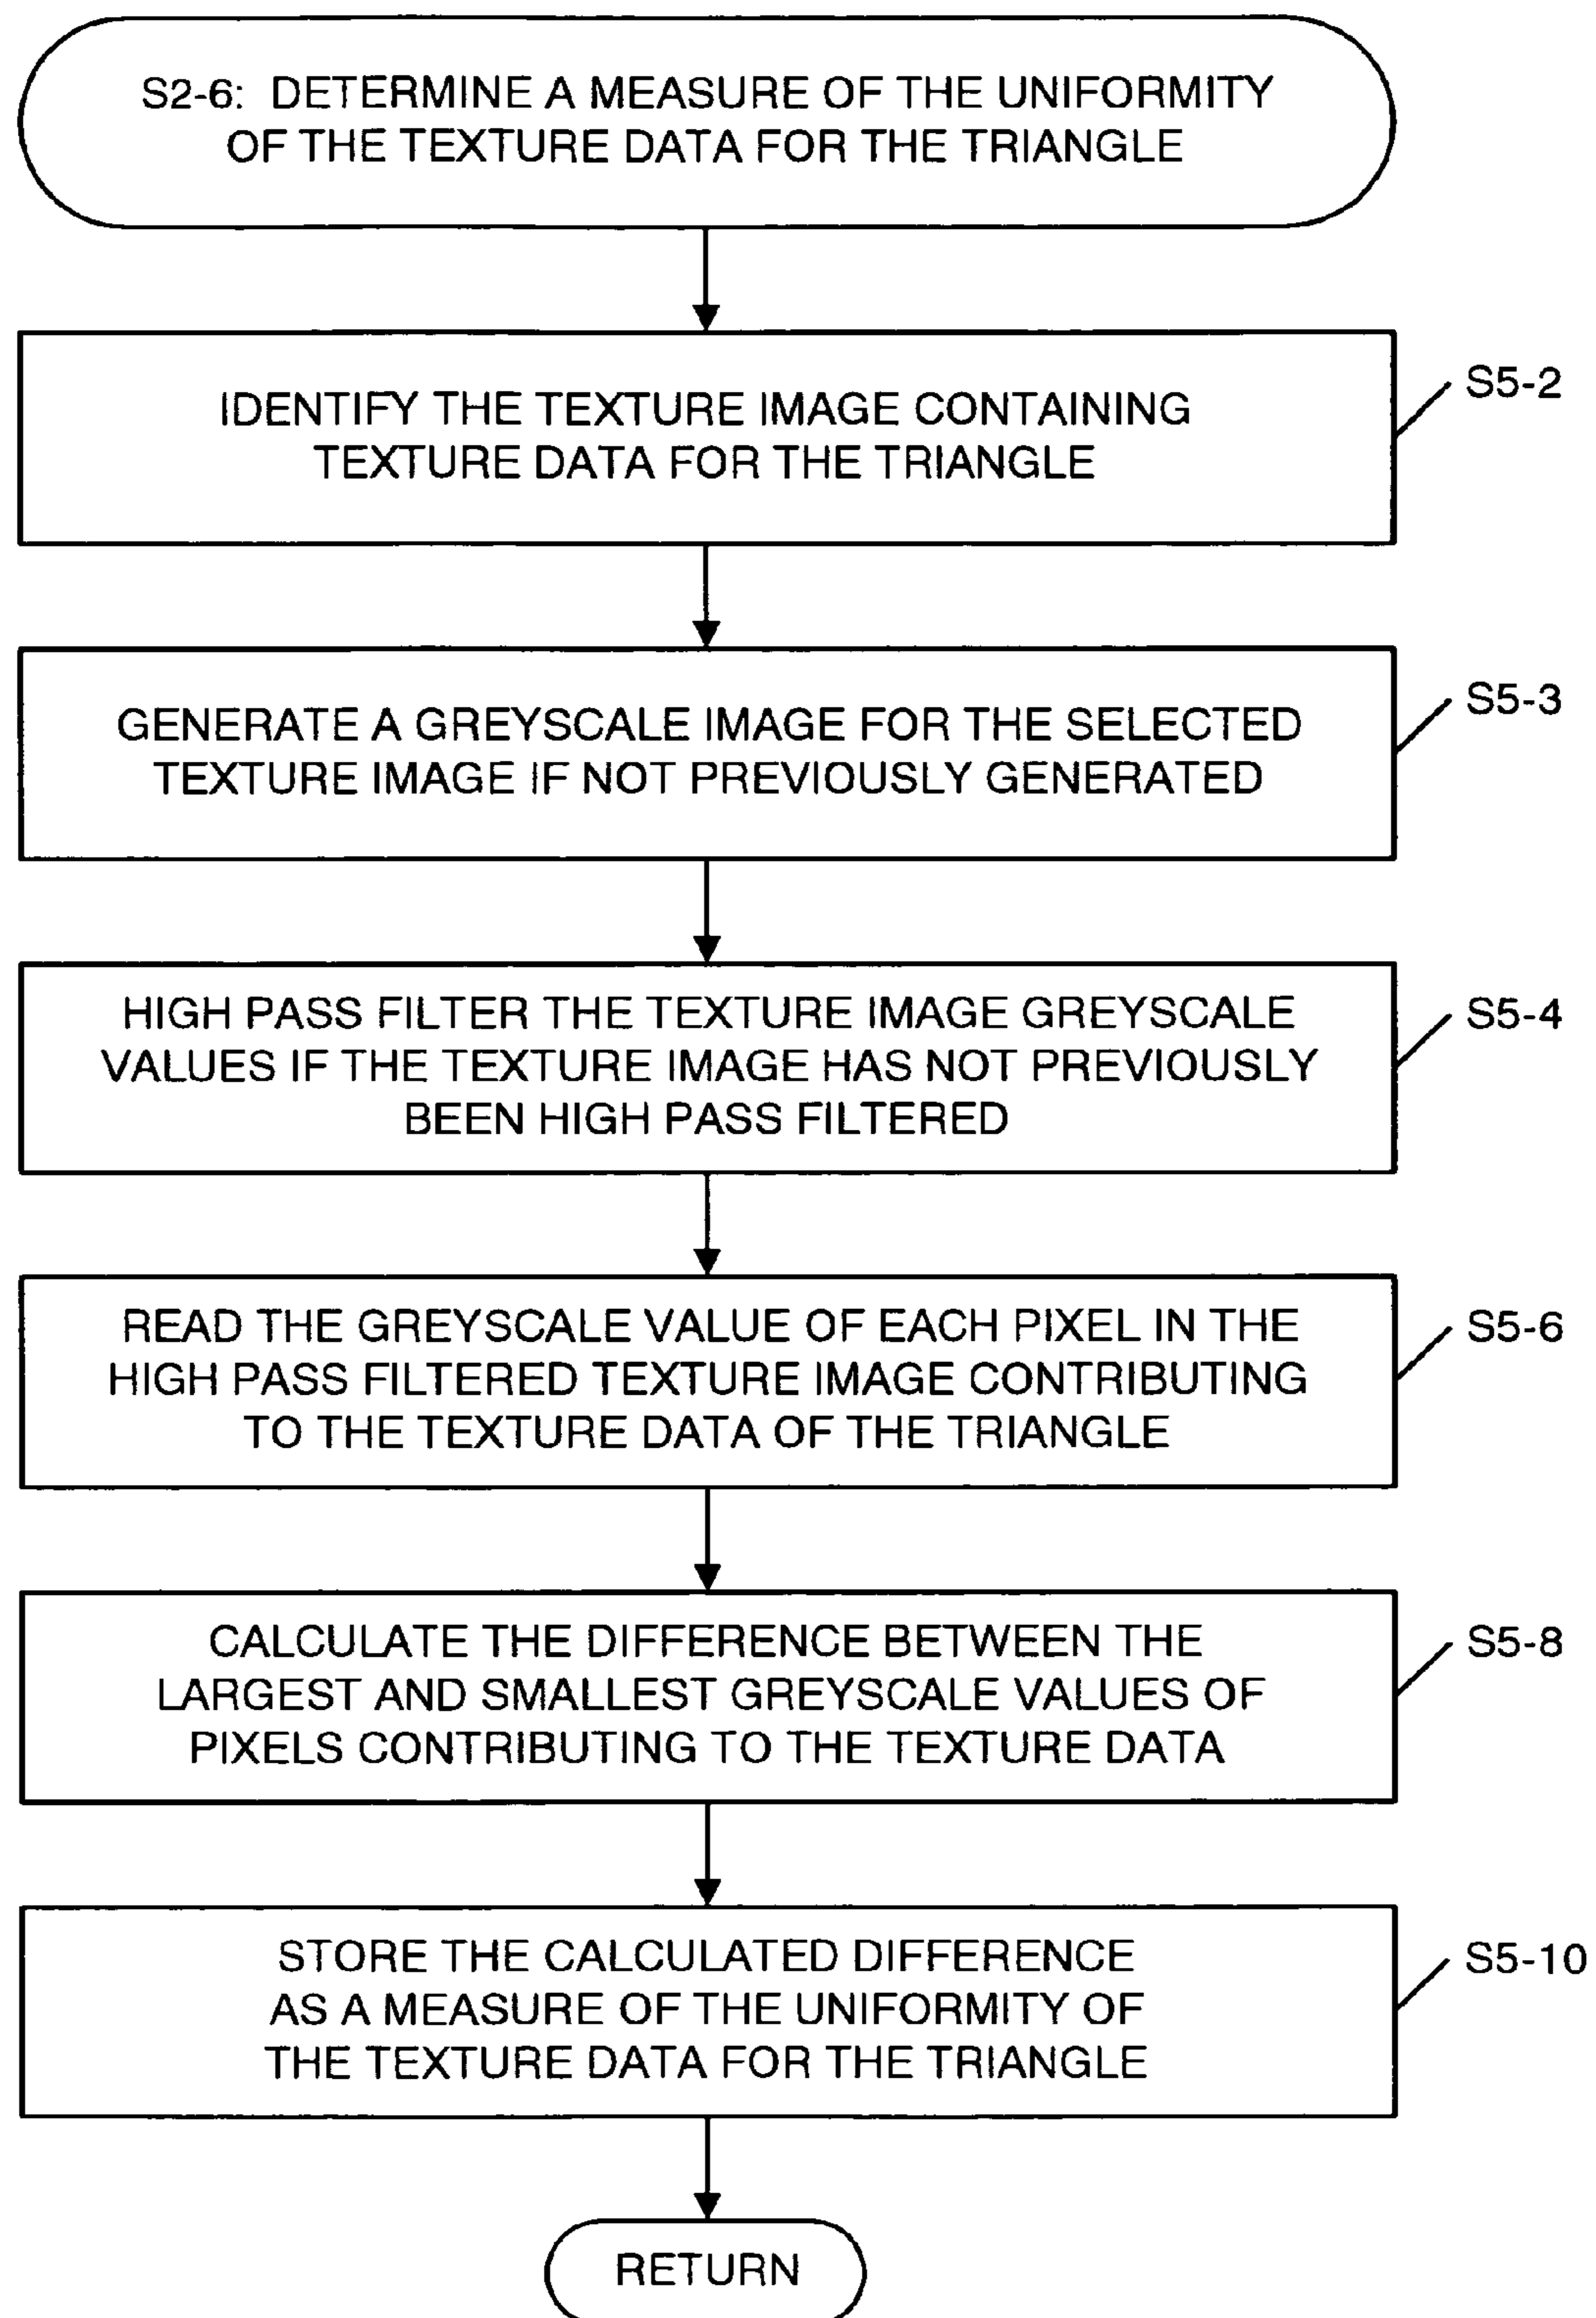 S2-6: DETERMINE A MEASURE OF THE UNIFORMITY
OF THE TEXTURE DATA FOR THE TRIANGLE
IDENTIFY THE TEXTURE IMAGE CONTAINING
TEXTURE DATA FOR THE TRIANGLE
S5-2
GENERATE A GREYSCALE IMAGE FOR THE SELECTED
TEXTURE IMAGE IF NOT PREVIOUSLY GENERATED
S5-3
HIGH PASS FILTER THE TEXTURE IMAGE GREYSCALE
VALUES IF THE TEXTURE IMAGE HAS NOT PREVIOUSLY
BEEN HIGH PASS FILTERED
S5-4
READ THE GREYSCALE VALUE OF EACH PIXEL IN THE
HIGH PASS FILTERED TEXTURE IMAGE CONTRIBUTING
TO THE TEXTURE DATA OF THE TRIANGLE
S5-6
CALCULATE THE DIFFERENCE BETWEEN THE
LARGEST AND SMALLEST GREYSCALE VALUES OF
PIXELS CONTRIBUTING TO THE TEXTURE DATA
S5-8
STORE THE CALCULATED DIFFERENCE
AS A MEASURE OF THE UNIFORMITY OF
THE TEXTURE DATA FOR THE TRIANGLE
S5-10
RETURN